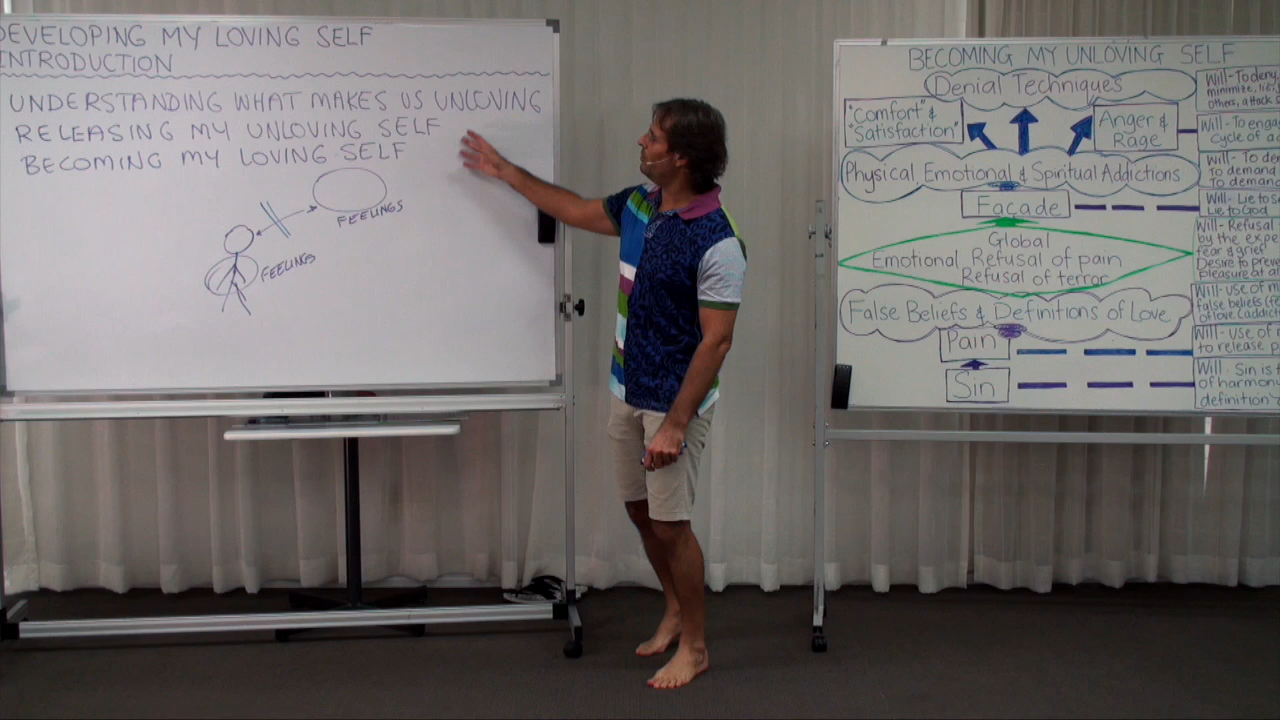 DEVELOPING MY LOVING SELF
INTRODUCTION
UNDERSTANDING WHAT MAKES US UNLOVING
RELEASING MY UNLOVING SELF
BECOMING MY LOVING SELF
FEELINGS
FEELINGS
BECOMING MY UNLOVING SELF
Denial Techniques
"Comfort" &
"Satisfaction"
Anger &
Rage
Physical, Emotional & Spiritual Addictions
Facade
Global
Emotional Refusal of pain
Refusal of terror
False Beliefs & Definitions of Love
Pain
Sin
Will - To deny
minimize, lie,
others, attack
Will - To engage
cycle of
Will - To
To demand
To demand
Will - Lie to
Lie to God
Will - Refusal
by the
fear & grief
Desire to
pleasure at
Will - use of
false beliefs
of love
Will - use of
to release
Will - Sin is
of harmony
definition